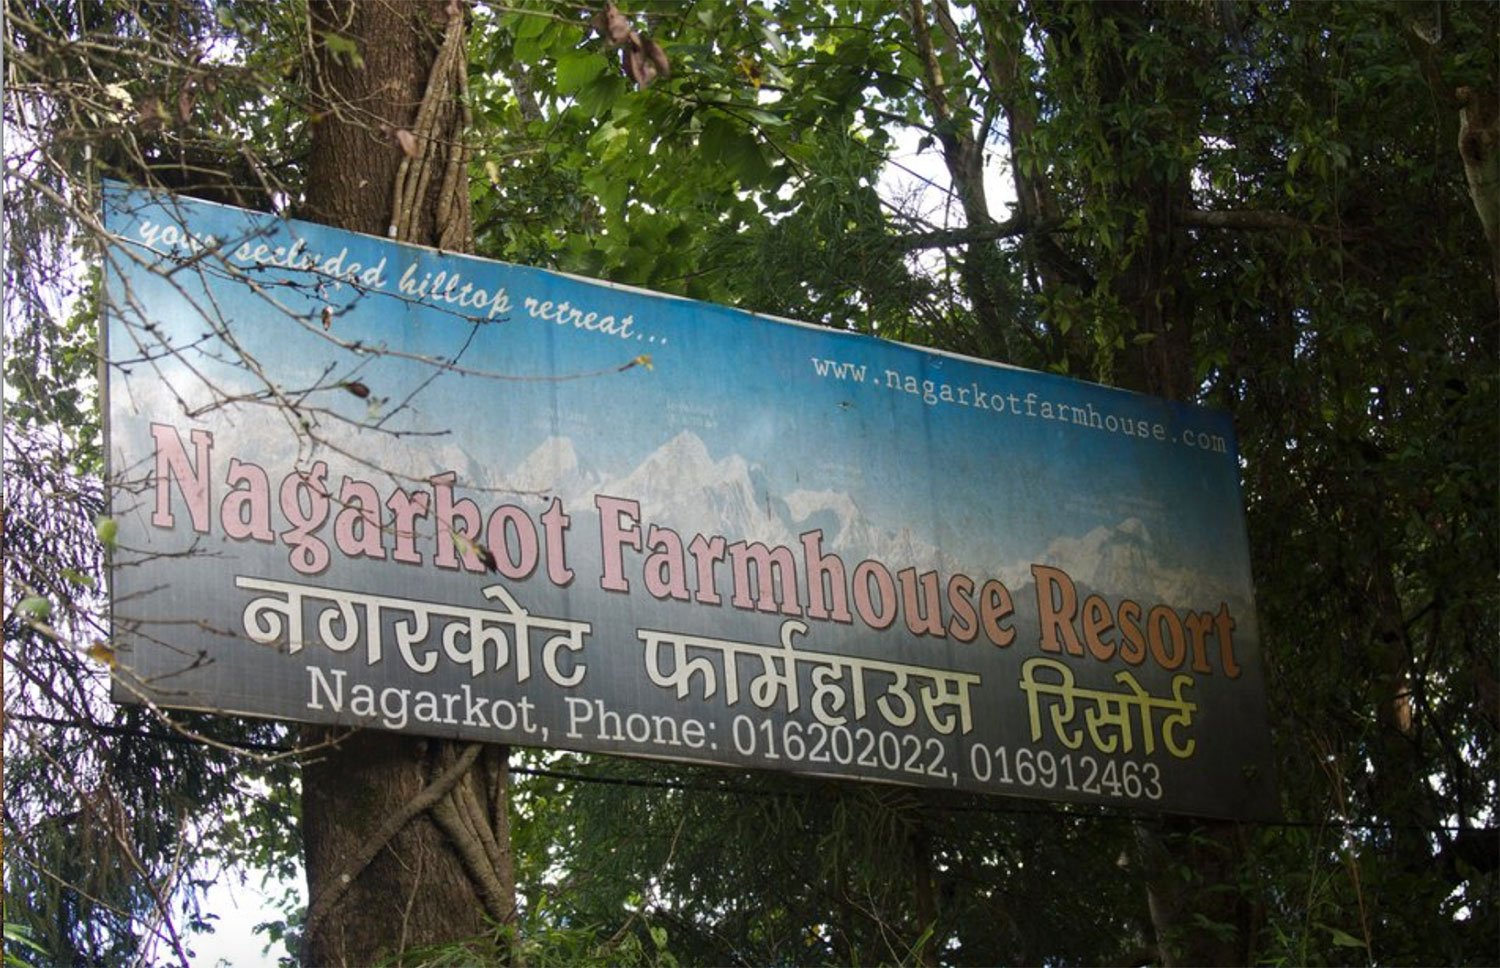 your secluded hilltop retreat...
www.nagarkotfarmhouse.com
Nagarkot Farmhouse Resort
नगरकोट फार्महाउस रिसोर्ट
Nagarkot, Phone: 016202022, 016912463